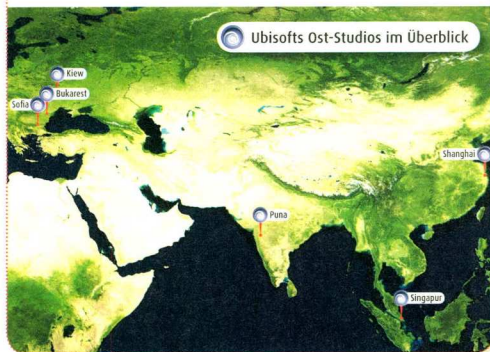 Ubisofts Ost-Studios im Überblick
Kiew
Bukarest
Sofia
Shanghai
Puna
Singapur